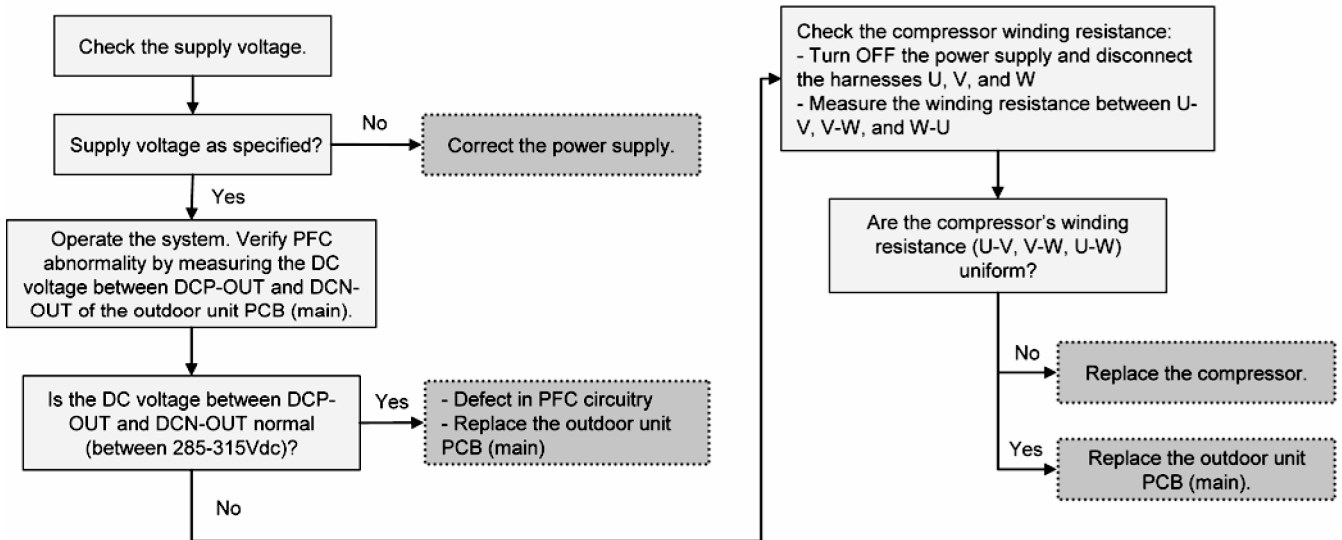 Check the supply voltage.
Supply voltage as specified?
No
Correct the power supply.
Yes
Operate the system. Verify PFC
abnormality by measuring the DC
voltage between DCP-OUT and DCN-
OUT of the outdoor unit PCB (main).
Is the DC voltage between DCP-
OUT and DCN-OUT normal
(between 285-315Vdc)?
Yes
- Defect in PFC circuitry
- Replace the outdoor unit
PCB (main)
No
Check the compressor winding resistance:
- Turn OFF the power supply and disconnect
the harnesses U, V, and W
- Measure the winding resistance between U-
V, V-W, and W-U
Are the compressor's winding
resistance (U-V, V-W, U-W)
uniform?
No
Replace the compressor.
Yes
Replace the outdoor unit
PCB (main).